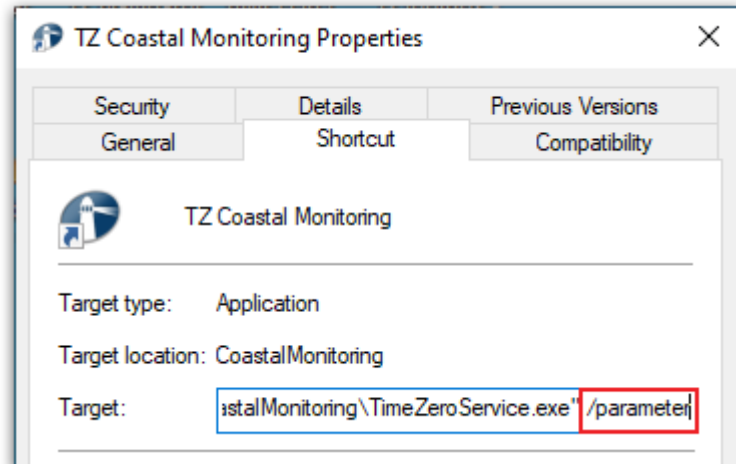 TZ Coastal Monitoring Properties
Security Details Previous Versions
General Shortcut Compatibility
TZ Coastal Monitoring
Target type: Application
Target location: CoastalMonitoring
Target: astalMonitoring\TimeZeroService.exe" /parameter